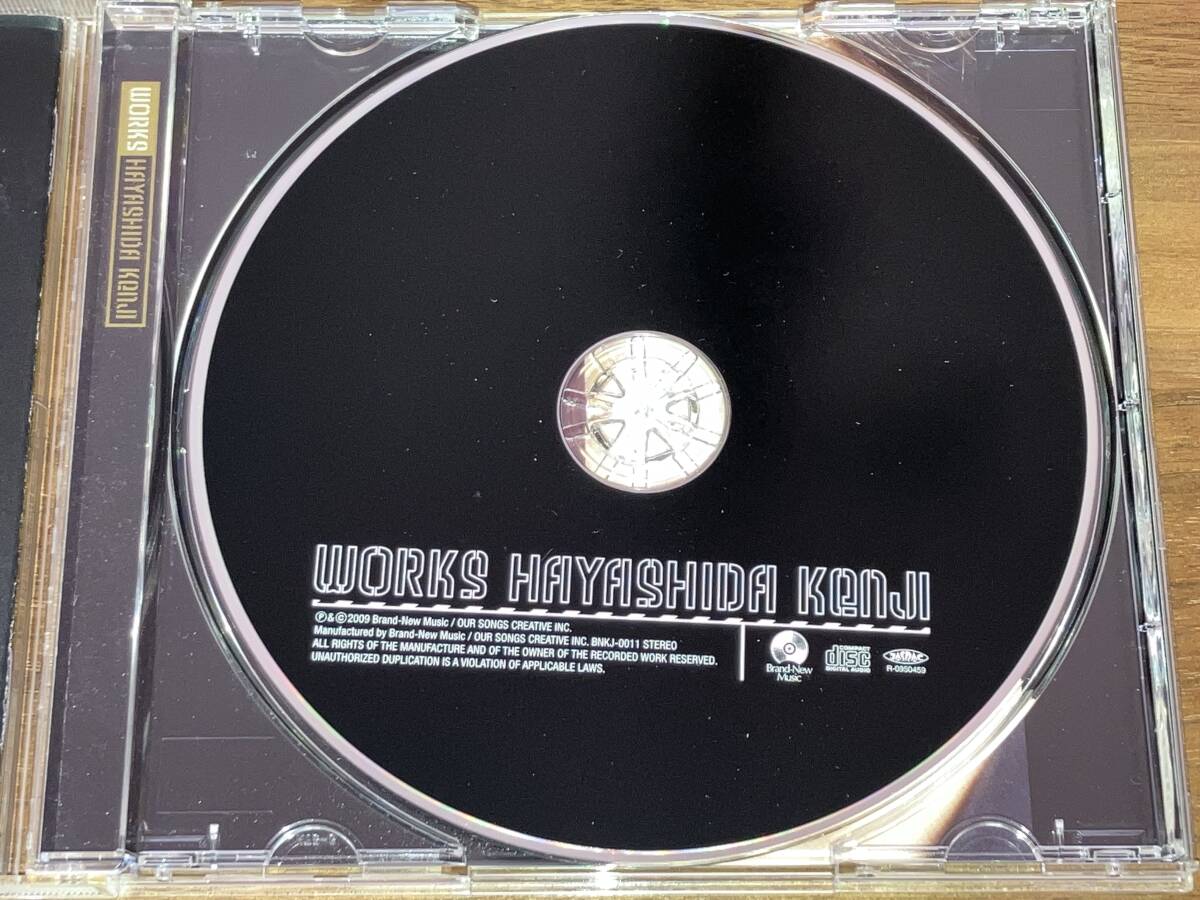 WORKS HAYASHIDA KenJI
WORKS HAYASHIDA KenJI
Ⓟ&©2009 Brand-New Music / OUR SONGS CREATIVE INC.
Manufactured by Brand-New Music / OUR SONGS CREATIVE INC. BNKJ-0011 STEREO
ALL RIGHTS OF THE MANUFACTURE AND OF THE OWNER OF THE RECORDED WORK RESERVED.
UNAUTHORIZED DUPLICATION IS A VIOLATION OF APPLICABLE LAWS.
Brand-New
Music
COMPACT
disc
DIGITAL AUDIO
JASRAC
R-0950459